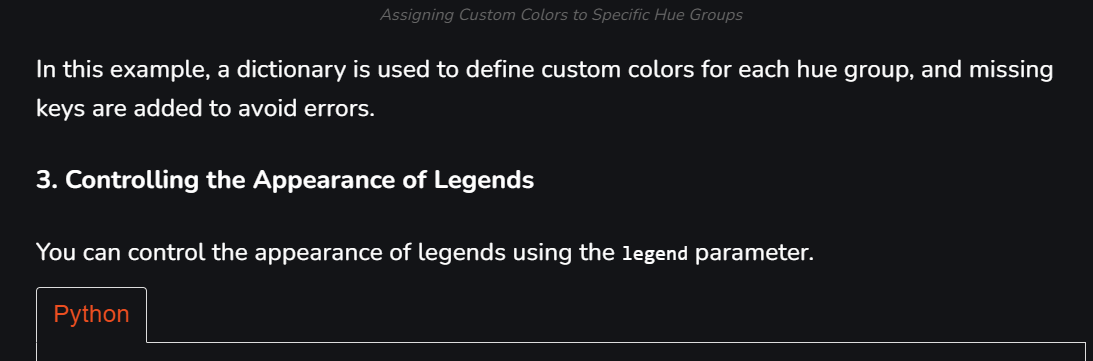 Assigning Custom Colors to Specific Hue Groups
In this example, a dictionary is used to define custom colors for each hue group, and missing
keys are added to avoid errors.
3. Controlling the Appearance of Legends
You can control the appearance of legends using the legend parameter.
Python